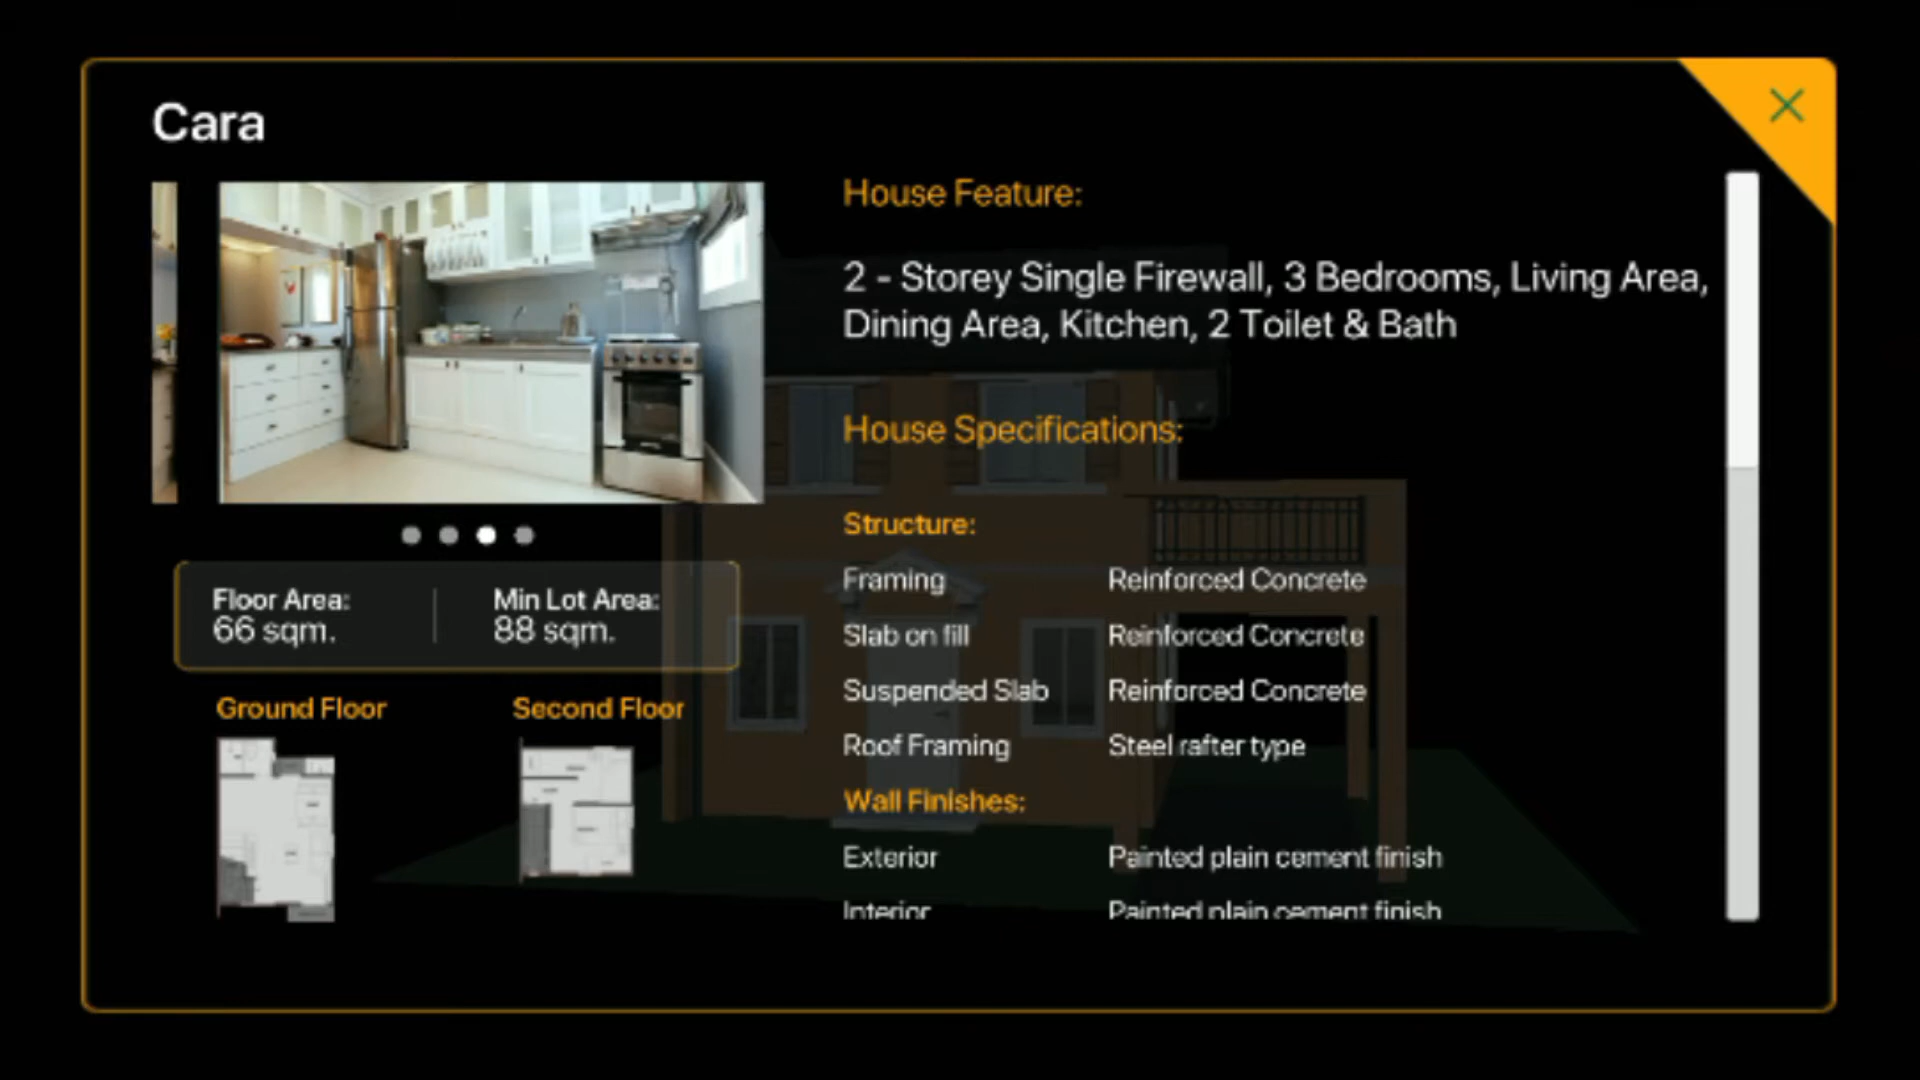 Cara
House Feature:
2 - Storey Single Firewall, 3 Bedrooms, Living Area,
Dining Area, Kitchen, 2 Toilet & Bath
House Specifications:
Structure:
Framing Reinforced Concrete
Slab on fill Reinforced Concrete
Suspended Slab Reinforced Concrete
Roof Framing Steel rafter type
Wall Finishes:
Exterior Painted plain cement finish
Interior Painted plain cement finish
Floor Area:
66 sqm.
Min Lot Area:
88 sqm.
Ground Floor
Second Floor